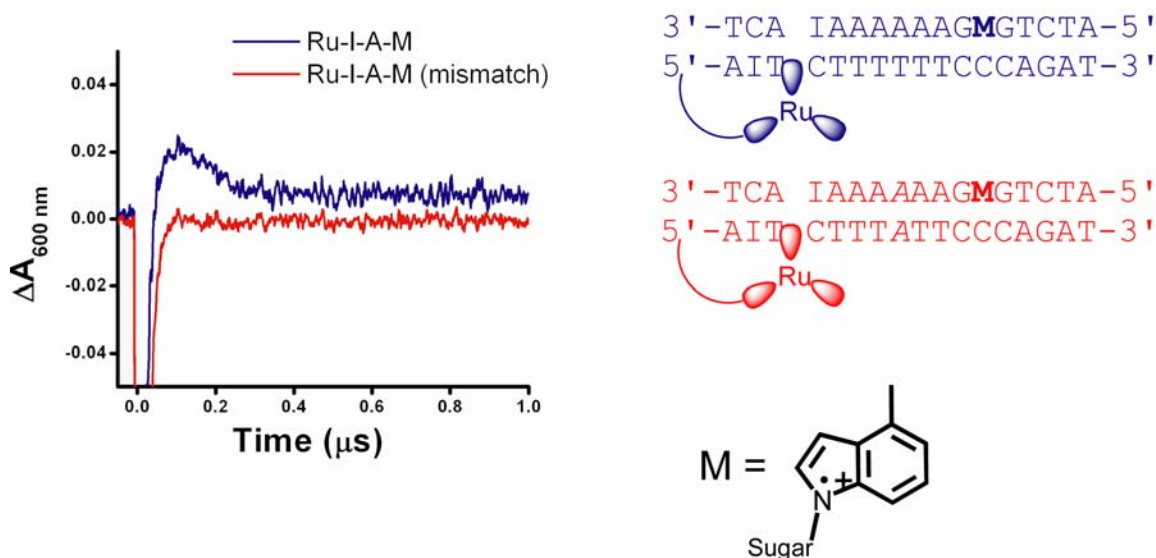 Ru-I-A-M
Ru-I-A-M (mismatch)
0.04
0.02
0.00
-0.02
-0.04
ΔA600 nm
0.0
0.2
0.4
0.6
0.8
1.0
Time (μs)
3'-TCA IAAAAAAGMGTCTA-5'
5'-AIT CTTTTTTCCCAGAT-3'
Ru
3'-TCA IAAAAAAGMGTCTA-5'
5'-AIT CTTTATTCCCAGAT-3'
Ru
M =
N
•+
Sugar